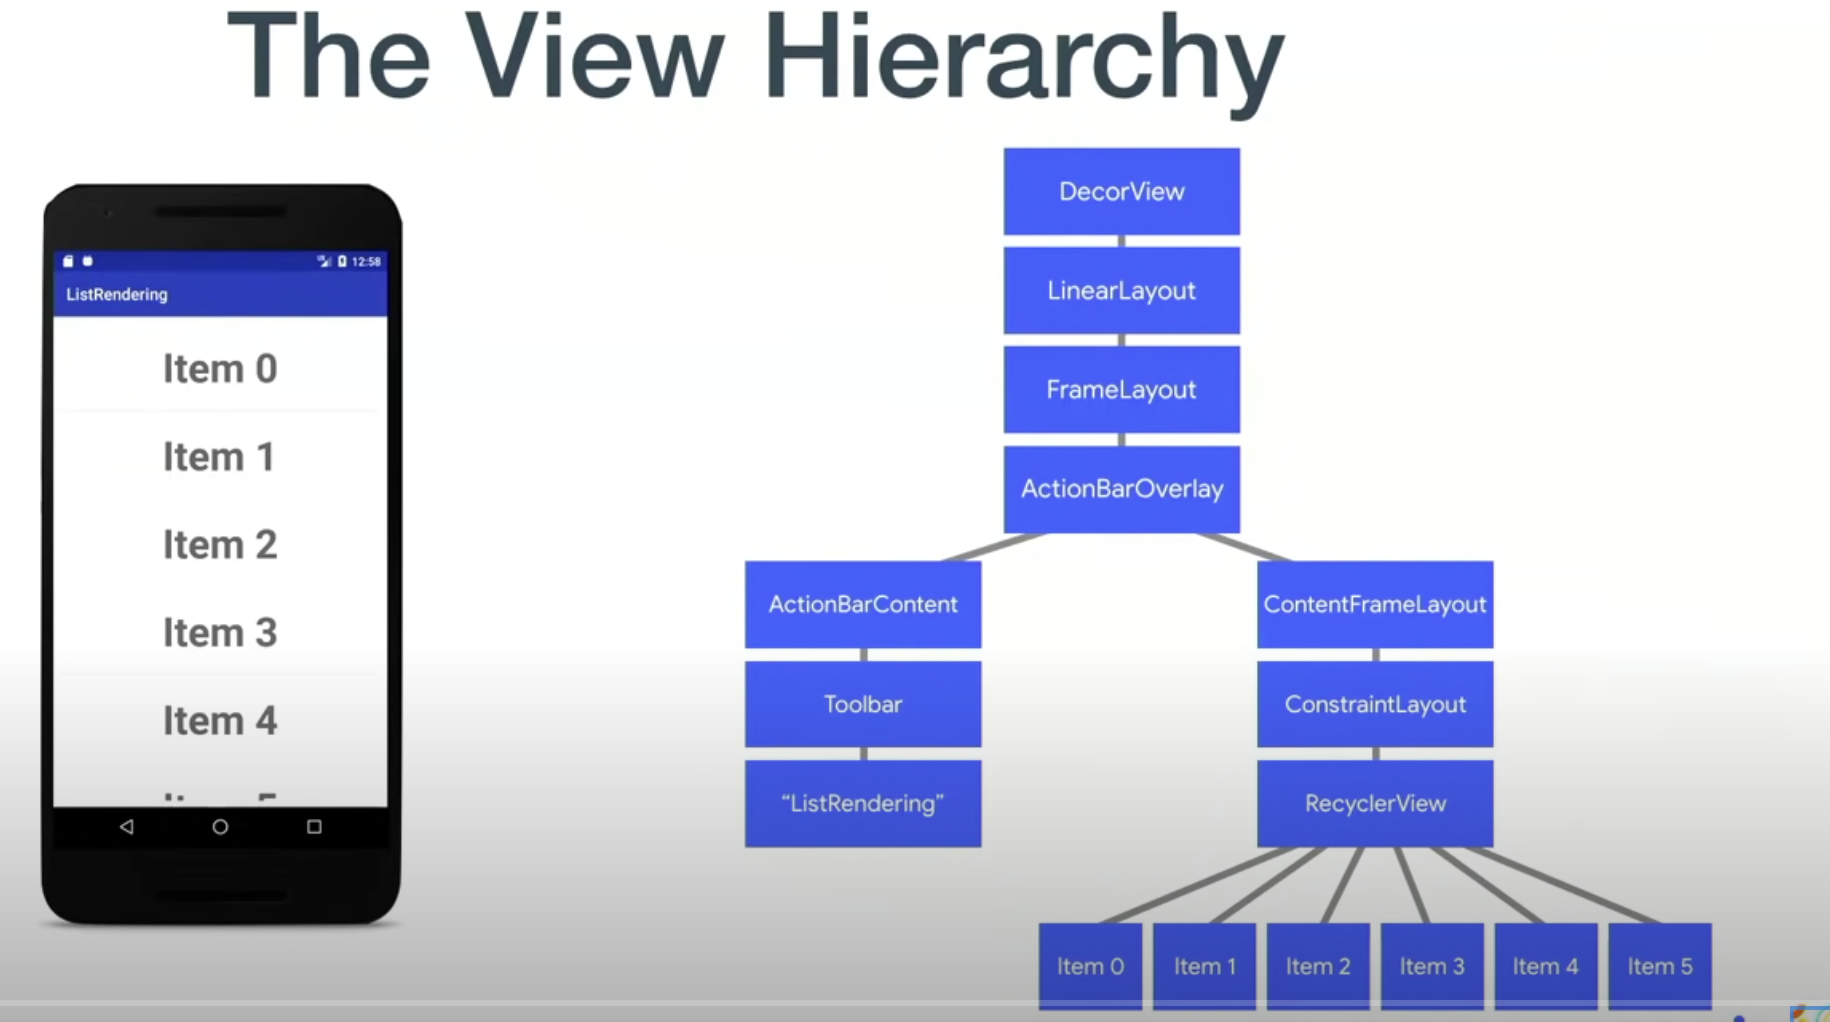 The View Hierarchy
12:58
ListRendering
Item 0
Item 1
Item 2
Item 3
Item 4
DecorView
LinearLayout
FrameLayout
ActionBarOverlay
ActionBarContent
ContentFrameLayout
Toolbar
ConstraintLayout
“ListRendering”
RecyclerView
Item 0
Item 1
Item 2
Item 3
Item 4
Item 5